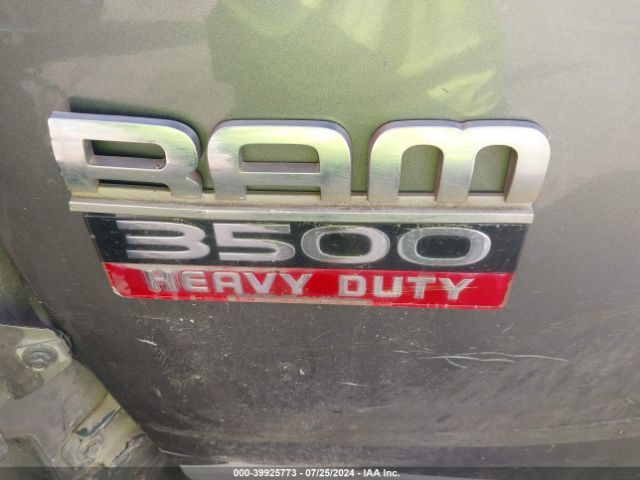 RAM
3500
HEAVY DUTY
000-39925773 - 07/25/2024 - IAA Inc.